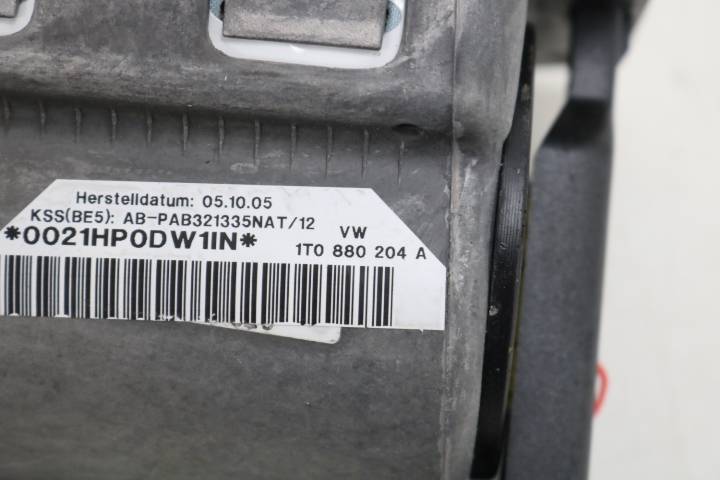 Herstelldatum: 05.10.05
KSS(BE5): AB-PAB321335NAT/12 VW
*0021HP0DW1IN* 1T0 880 204 A